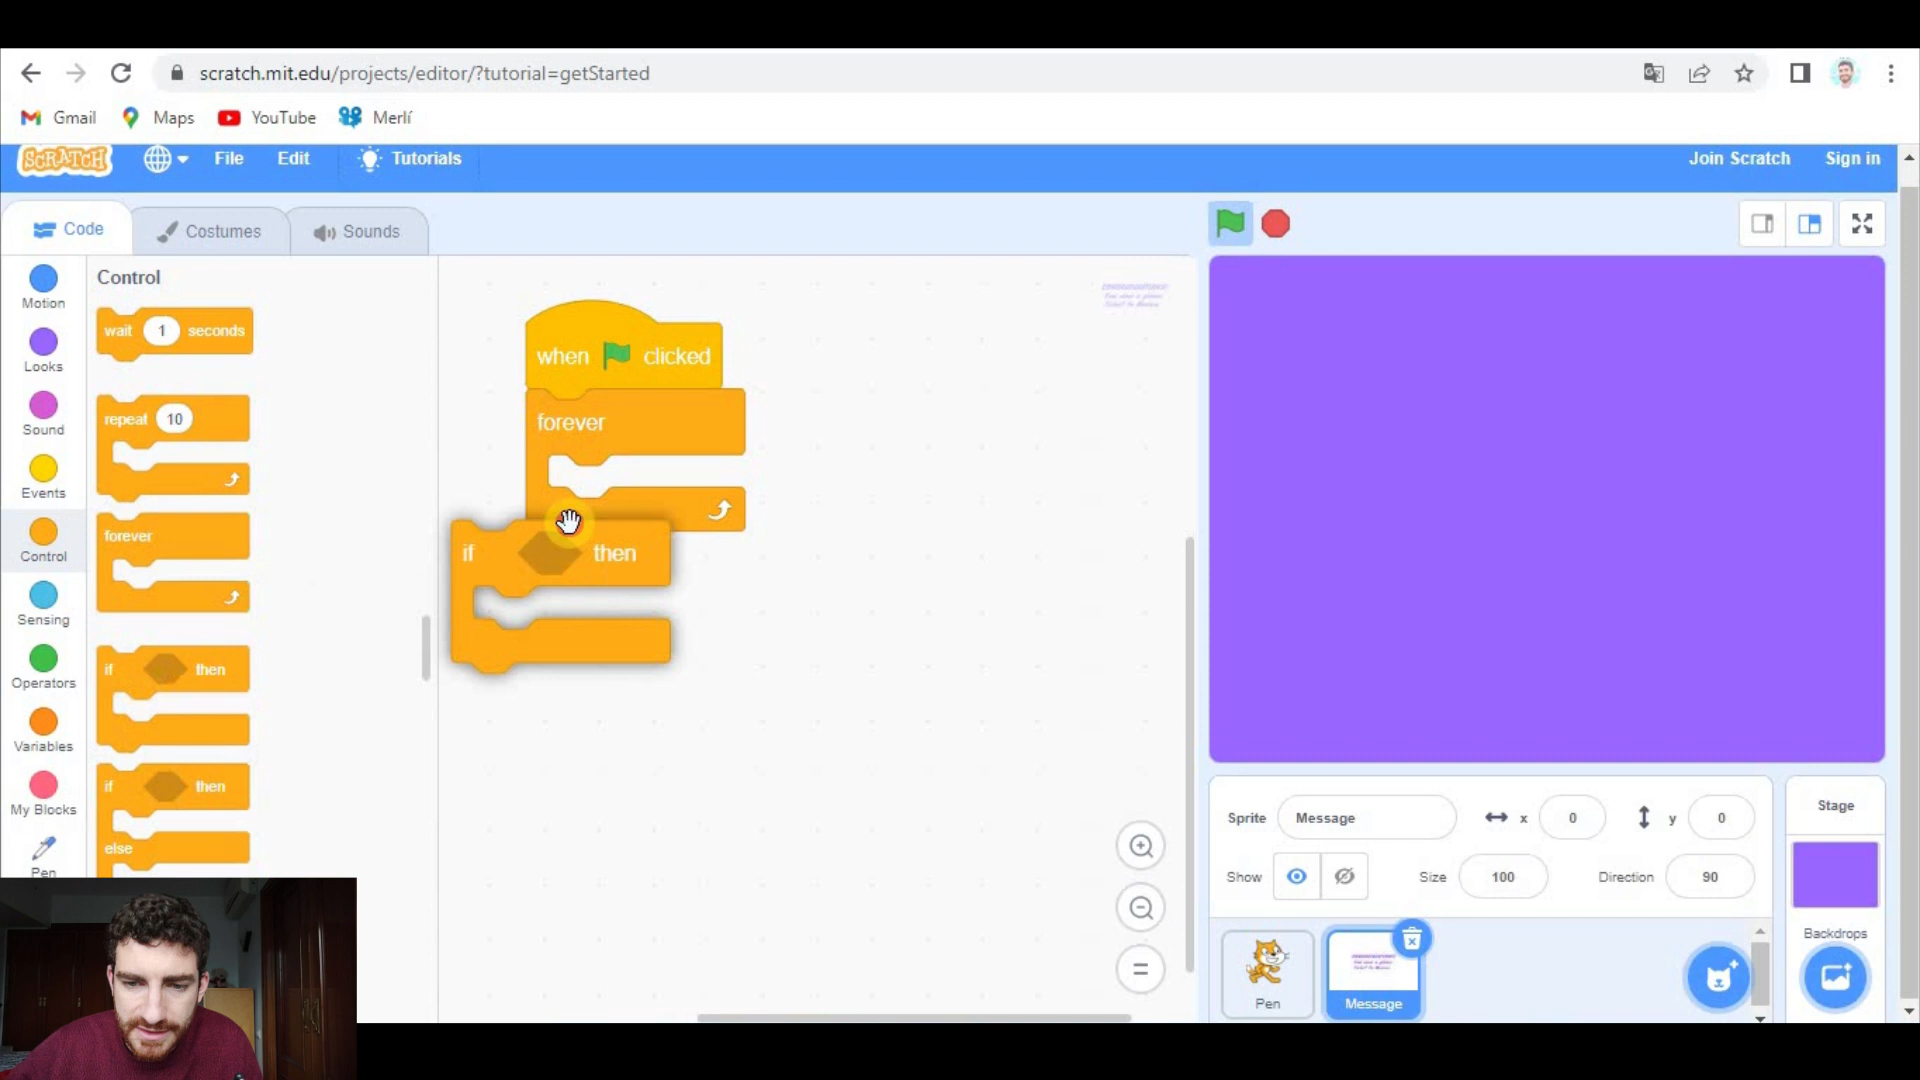 scratch.mit.edu/projects/editor/?tutorial=getStarted
Gmail Maps YouTube Merlí
SCRATCH File Edit Tutorials Join Scratch Sign in
Code Costumes Sounds
Motion
Looks
Sound
Events
Control
Sensing
Operators
Variables
My Blocks
Pen
Control
wait 1 seconds
repeat 10
forever
if then
if then
else
when clicked
forever
if then
Sprite Message x 0 y 0
Show Size 100 Direction 90
Pen
Message
Stage
Backdrops